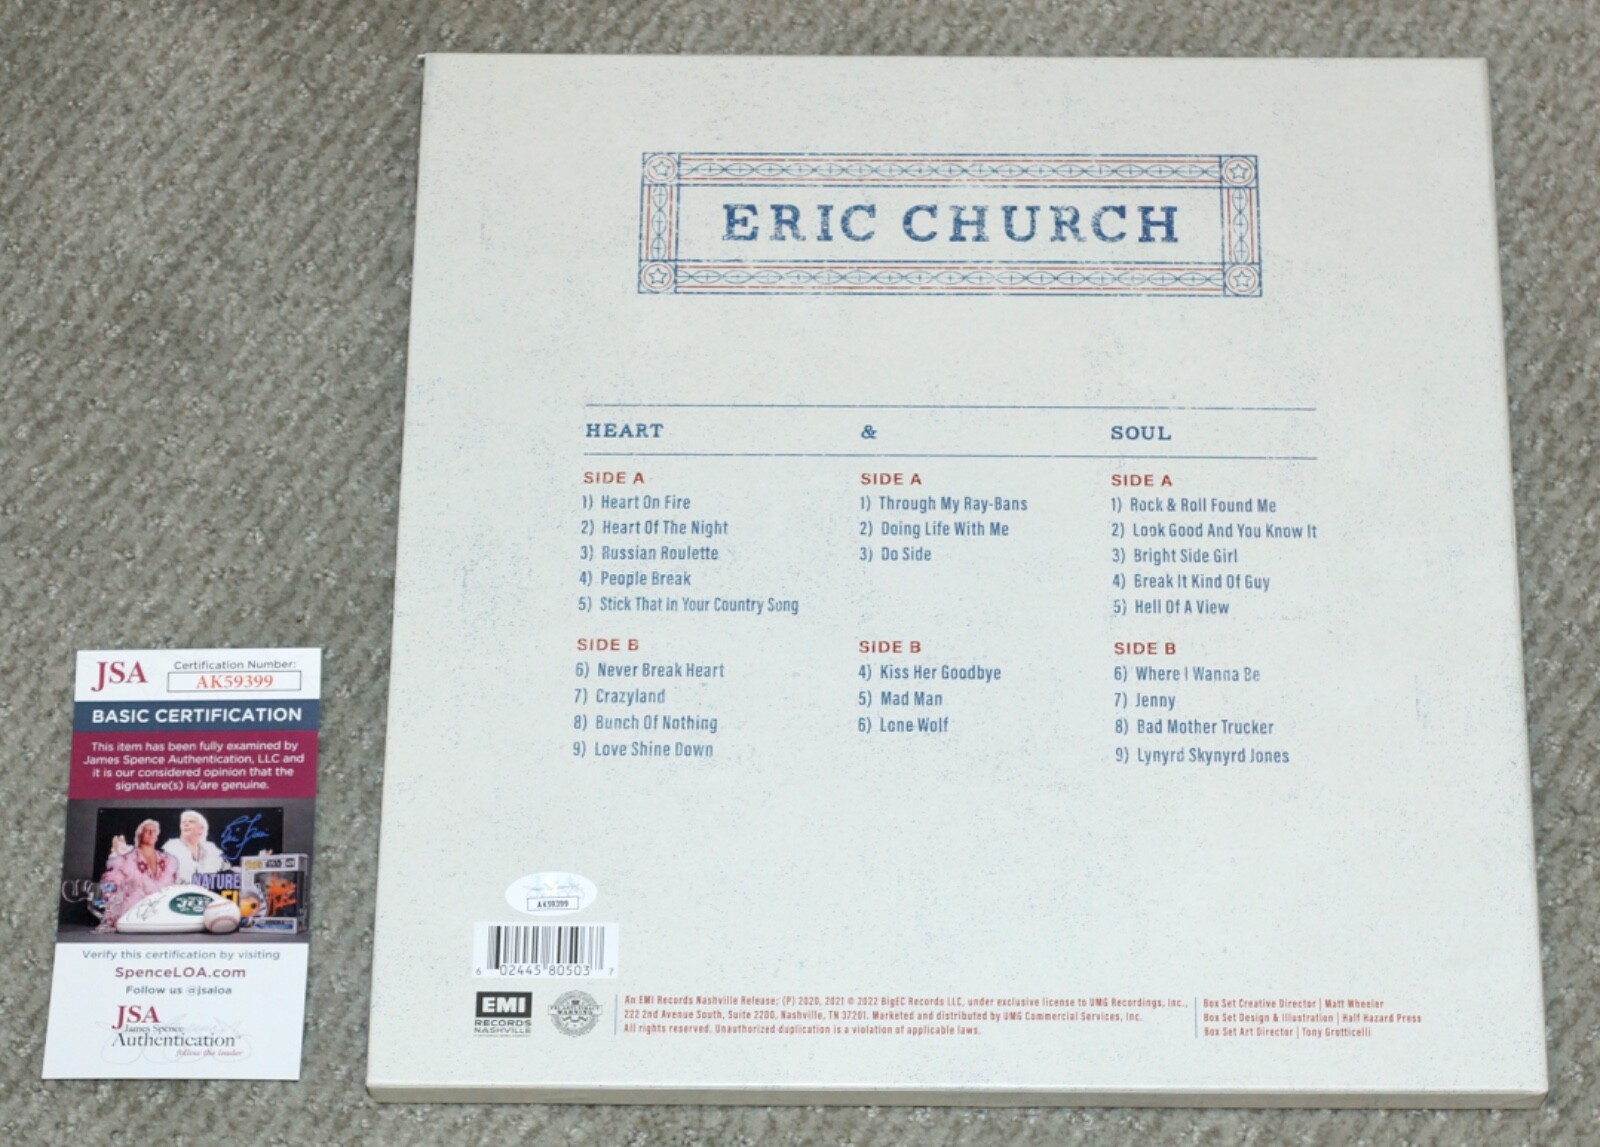 ERIC CHURCH
HEART
SIDE A
1) Heart On Fire
2) Heart Of The Night
3) Russian Roulette
4) People Break
5) Stick That In Your Country Song
SIDE B
6) Never Break Heart
7) Crazyland
8) Bunch Of Nothing
9) Love Shine Down
&
SIDE A
1) Through My Ray-Bans
2) Doing Life With Me
3) Do Side
SIDE B
4) Kiss Her Goodbye
5) Mad Man
6) Lone Wolf
SOUL
SIDE A
1) Rock & Roll Found Me
2) Look Good And You Know It
3) Bright Side Girl
4) Break It Kind Of Guy
5) Hell Of A View
SIDE B
6) Where I Wanna Be
7) Jenny
8) Bad Mother Trucker
9) Lynyrd Skynyrd Jones
AK59399
6 02445 80503 7
EMI
RECORDS
NASHVILLE
An EMI Records Nashville Release; (P) 2020, 2021 © 2022 BigEC Records LLC, under exclusive license to UMG Recordings, Inc.,
222 2nd Avenue South, Suite 2200, Nashville, TN 37201. Marketed and distributed by UMG Commercial Services, Inc.
All rights reserved. Unauthorized duplication is a violation of applicable laws.
Box Set Creative Director | Matt Wheeler
Box Set Design & Illustration | Half Hazard Press
Box Set Art Director | Tony Grotticelli
JSA
Certification Number:
AK59399
BASIC CERTIFICATION
This item has been fully examined by
James Spence Authentication, LLC and
it is our considered opinion that the
signature(s) is/are genuine.
NATURE
JETS
Verify this certification by visiting
SpenceLOA.com
Follow us @jsaloa
JSA
James Spence
Authentication
follow the leader